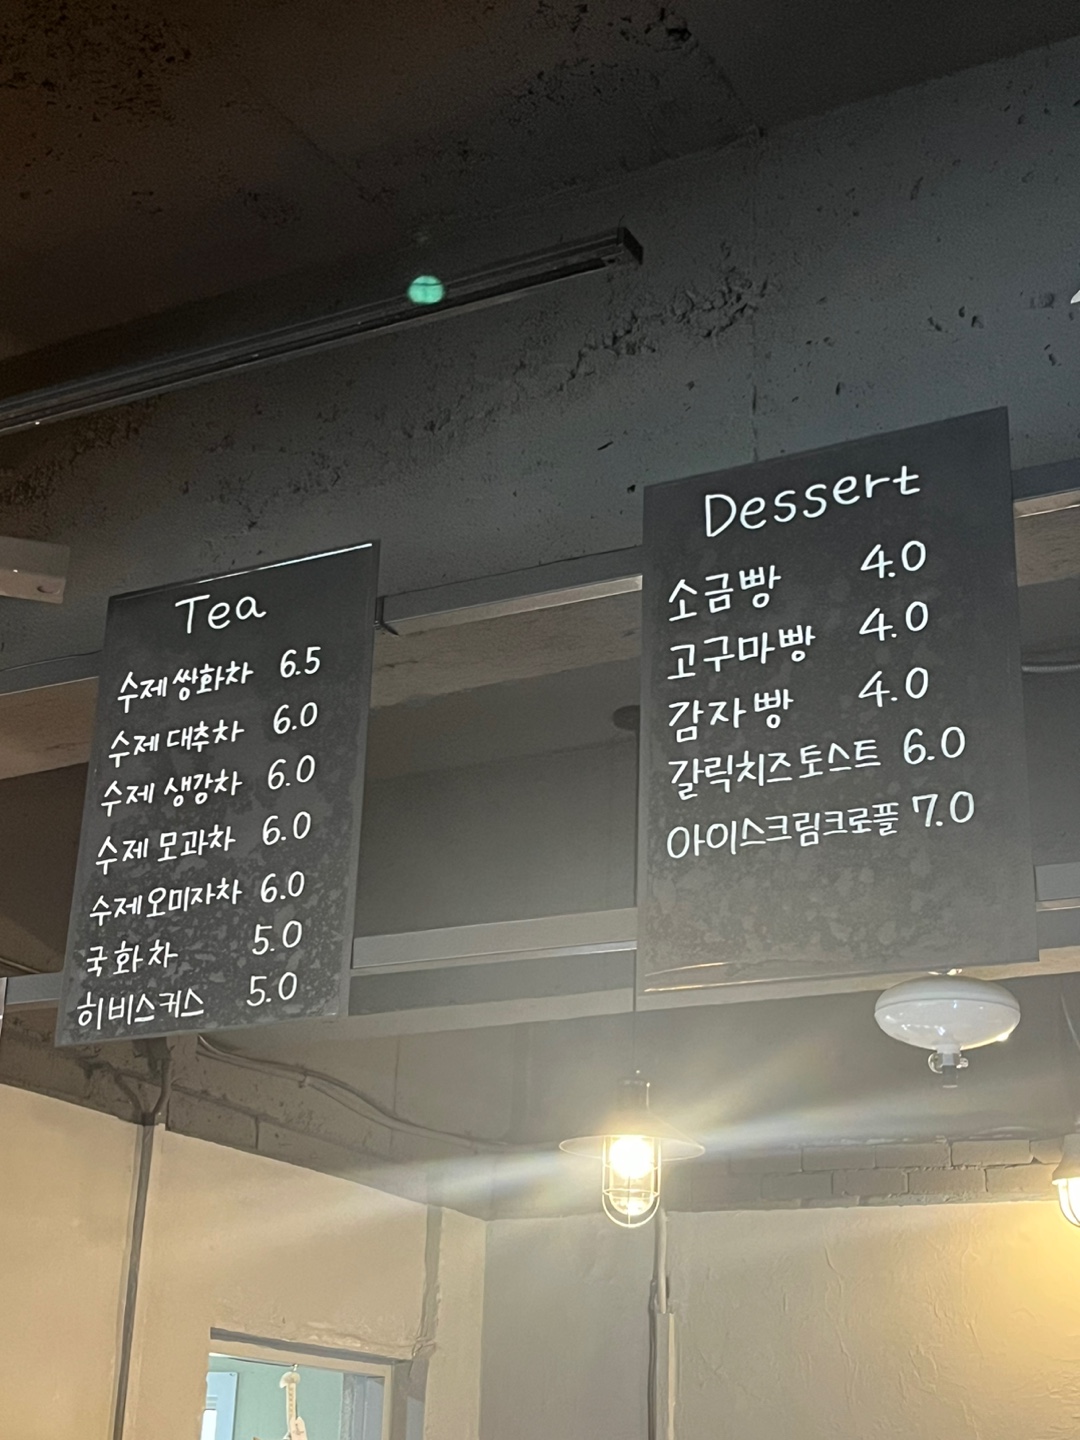 Tea
수제 쌍화차 6.5
수제 대추차 6.0
수제 생강차 6.0
수제 모과차 6.0
수제 오미자차 6.0
국화차 5.0
히비스커스 5.0
Dessert
소금빵 4.0
고구마빵 4.0
감자빵 4.0
갈릭치즈토스트 6.0
아이스크림크로플 7.0